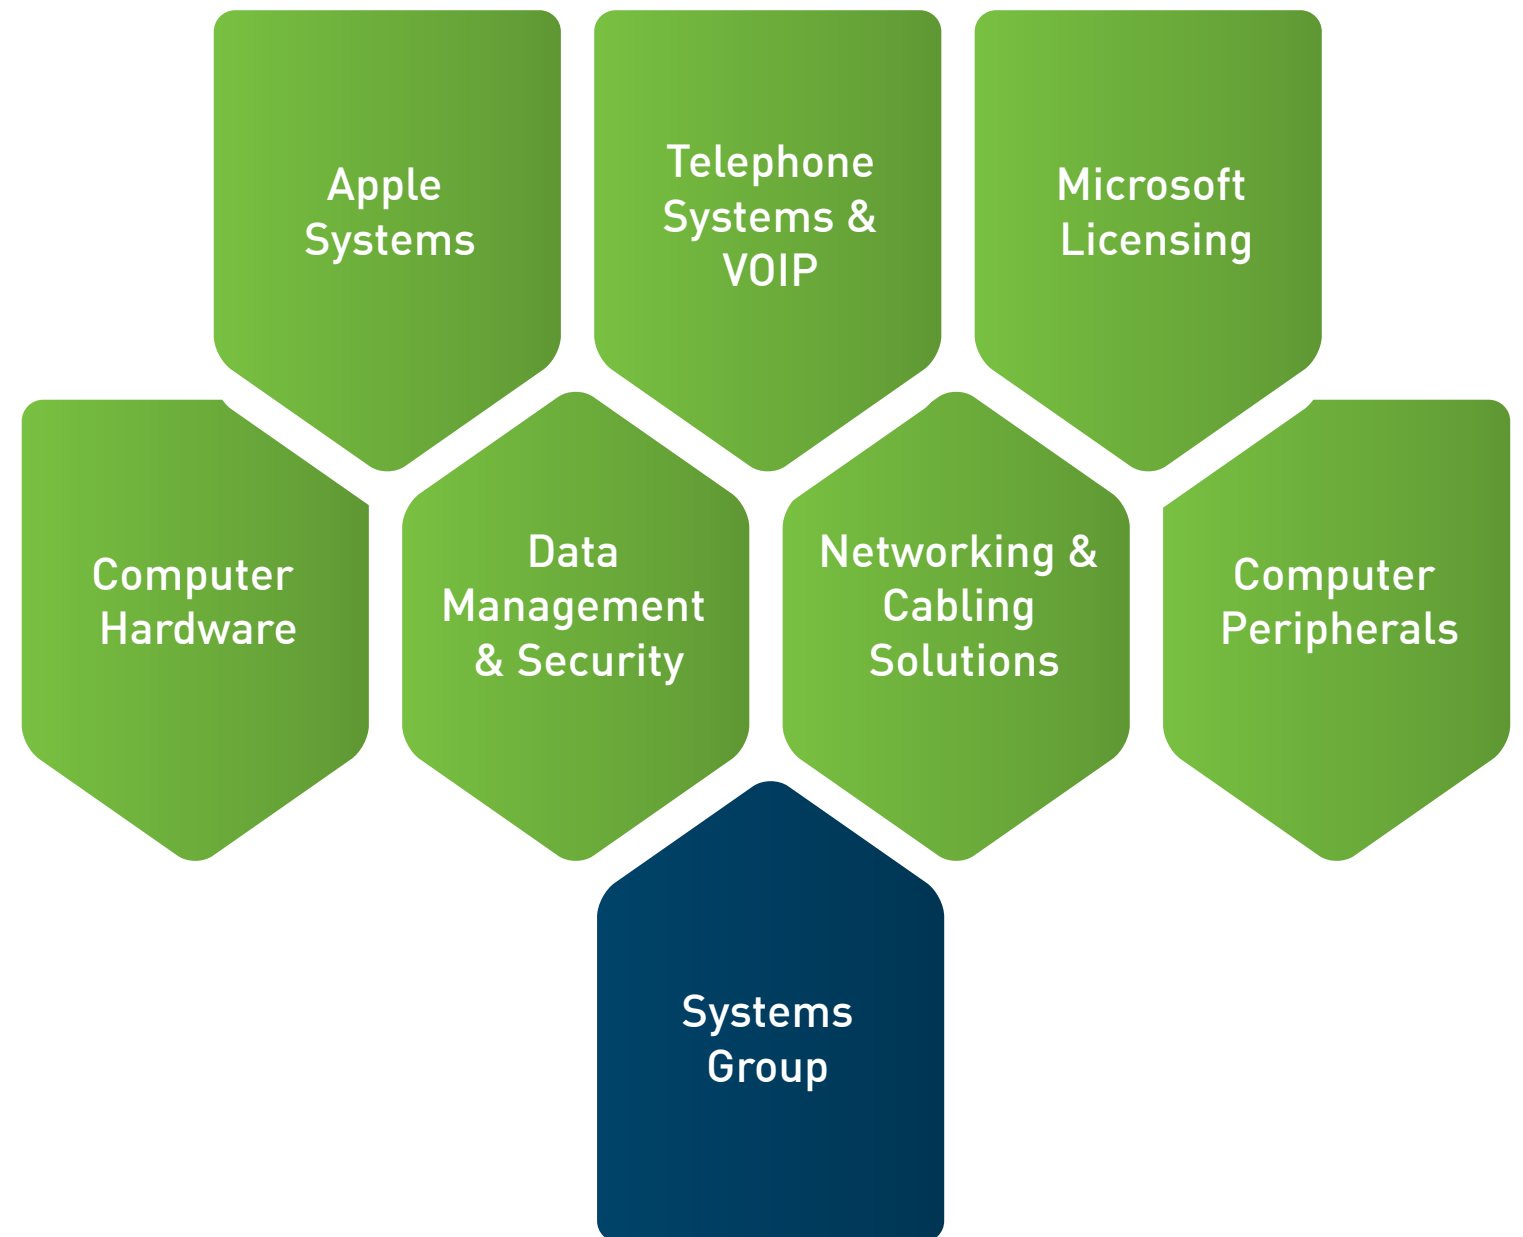 Apple
Systems
Telephone
Systems &
VOIP
Microsoft
Licensing
Computer
Hardware
Data
Management
& Security
Networking &
Cabling
Solutions
Computer
Peripherals
Systems
Group